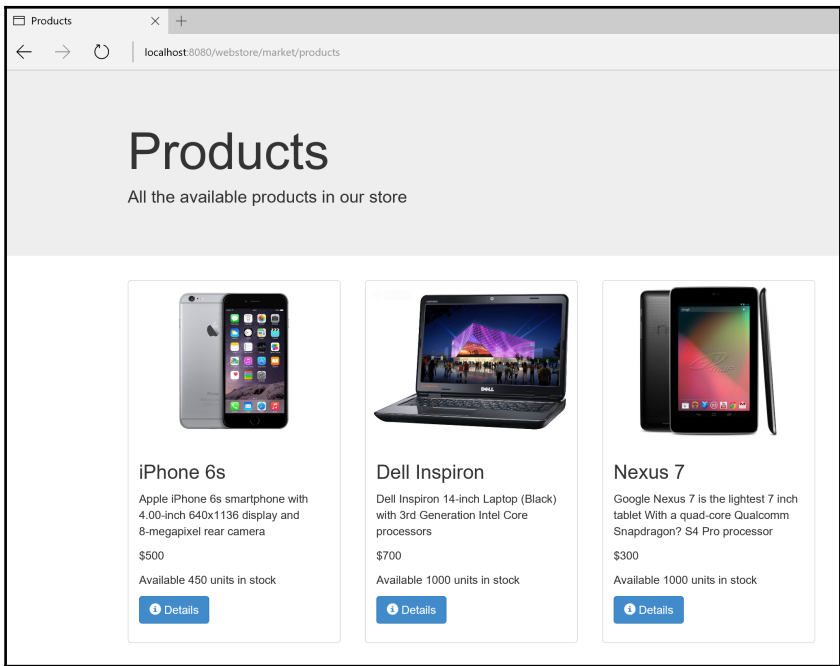 Products
localhost:8080/webstore/market/products
Products
All the available products in our store
DELL
iPhone 6s
Apple iPhone 6s smartphone with
4.00-inch 640x1136 display and
8-megapixel rear camera
$500
Available 450 units in stock
Details
Dell Inspiron
Dell Inspiron 14-inch Laptop (Black)
with 3rd Generation Intel Core
processors
$700
Available 1000 units in stock
Details
Nexus 7
Google Nexus 7 is the lightest 7 inch
tablet With a quad-core Qualcomm
Snapdragon? S4 Pro processor
$300
Available 1000 units in stock
Details